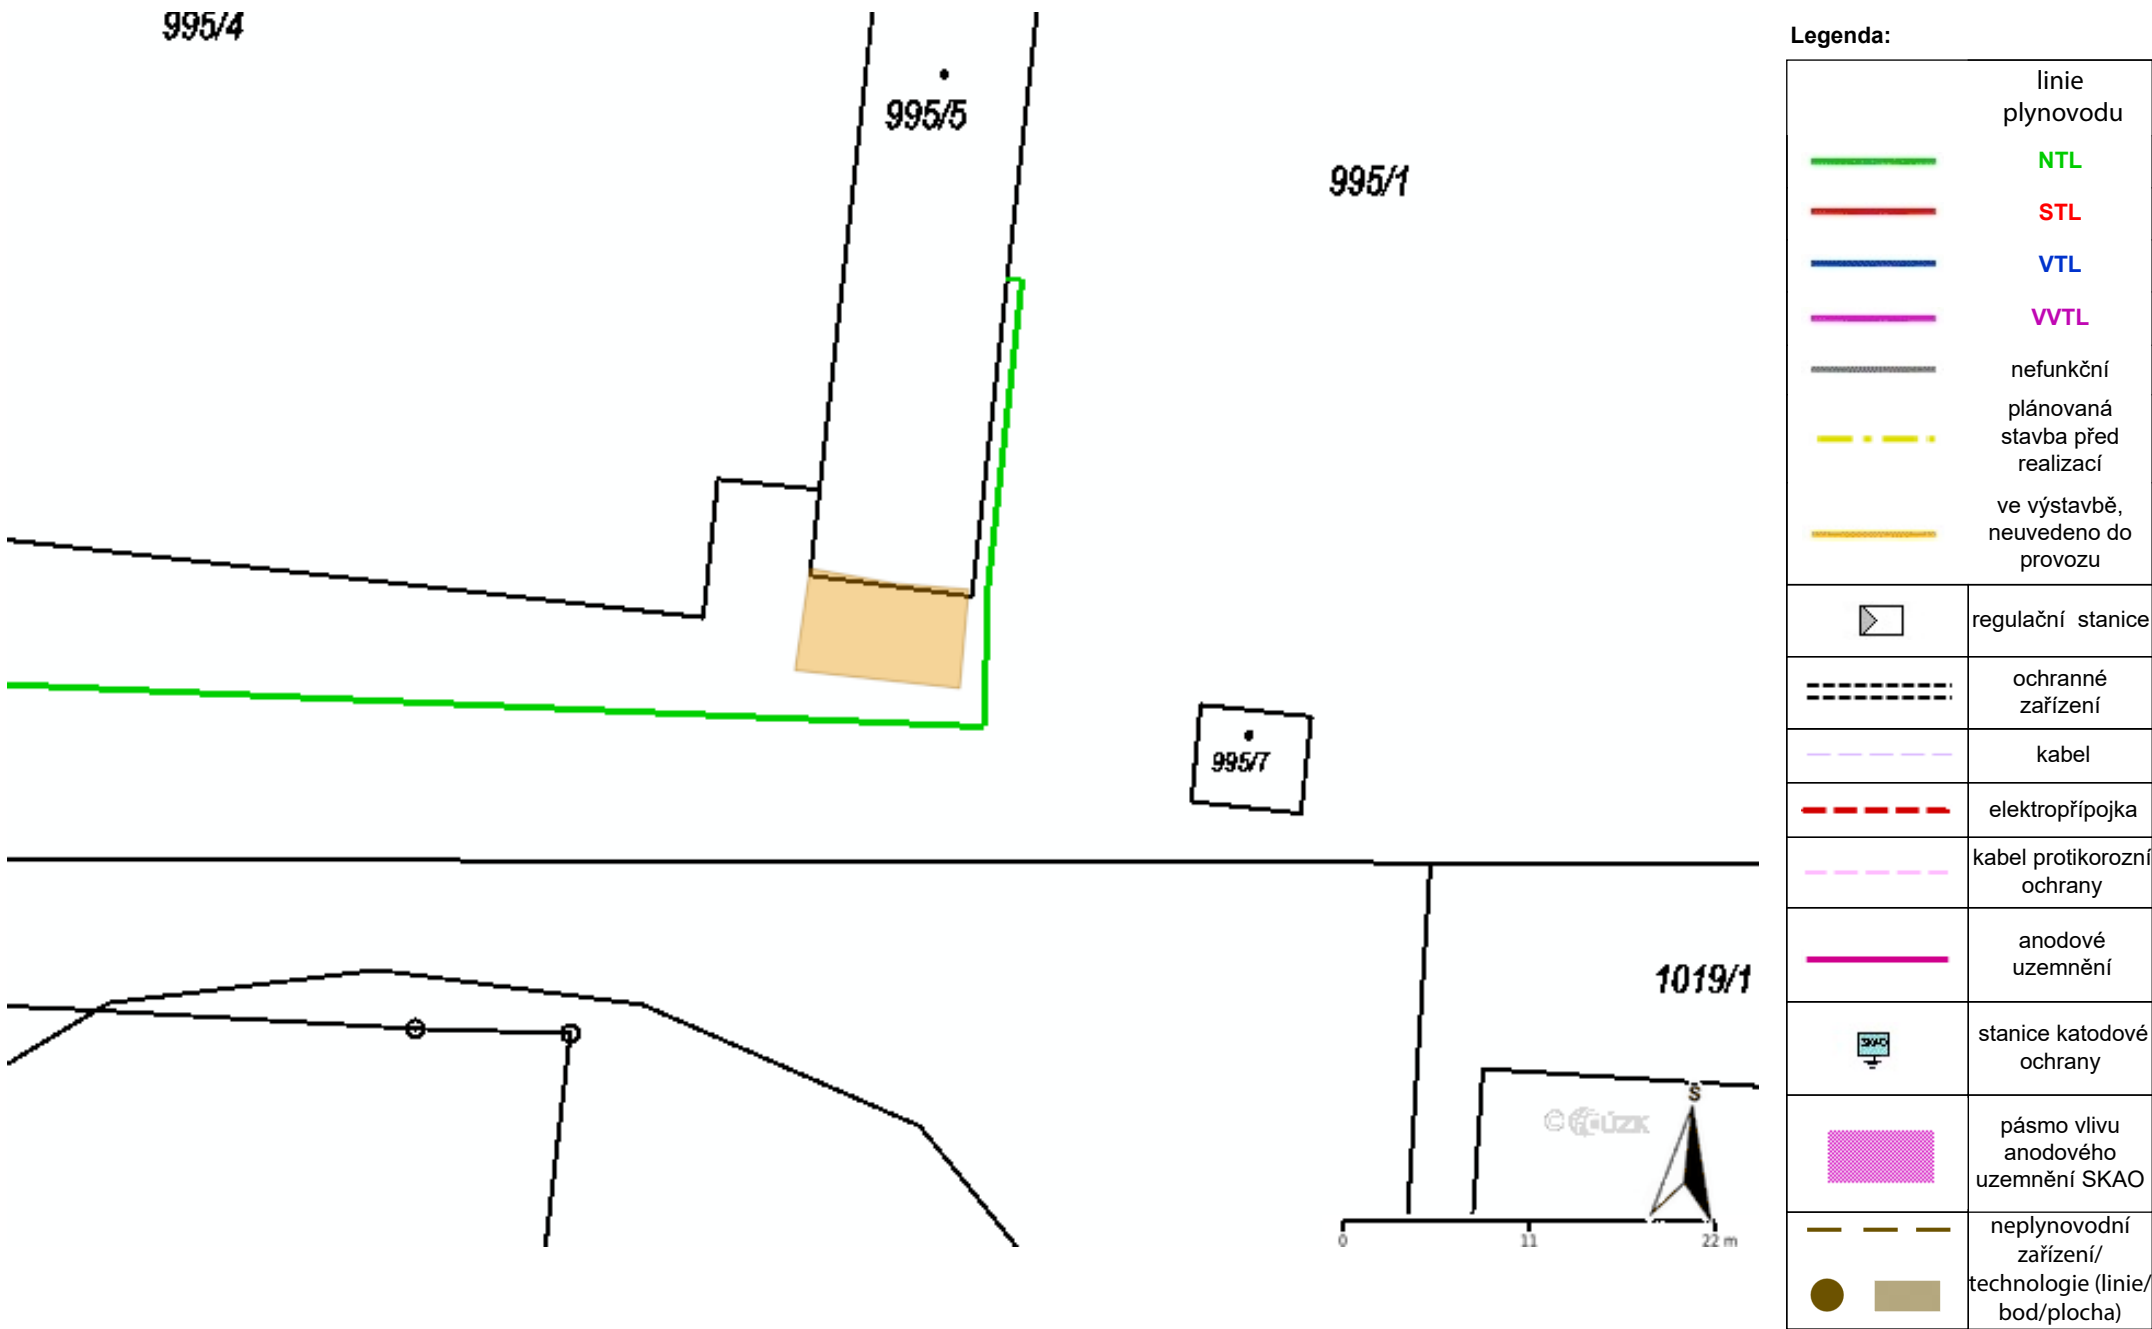 995/4
995/5
995/1
995/7
1019/1
S
0 11 22 m
Legenda:
linie
plynovodu
NTL
STL
VTL
VVTL
nefunkční
plánovaná
stavba před
realizací
ve výstavbě,
neuvedeno do
provozu
regulační stanice
ochranné
zařízení
kabel
elektropřípojka
kabel protikorozní
ochrany
anodové
uzemnění
SKAO
stanice katodové
ochrany
pásmo vlivu
anodového
uzemnění SKAO
neplynovodní
zařízení/
technologie (linie/
bod/plocha)